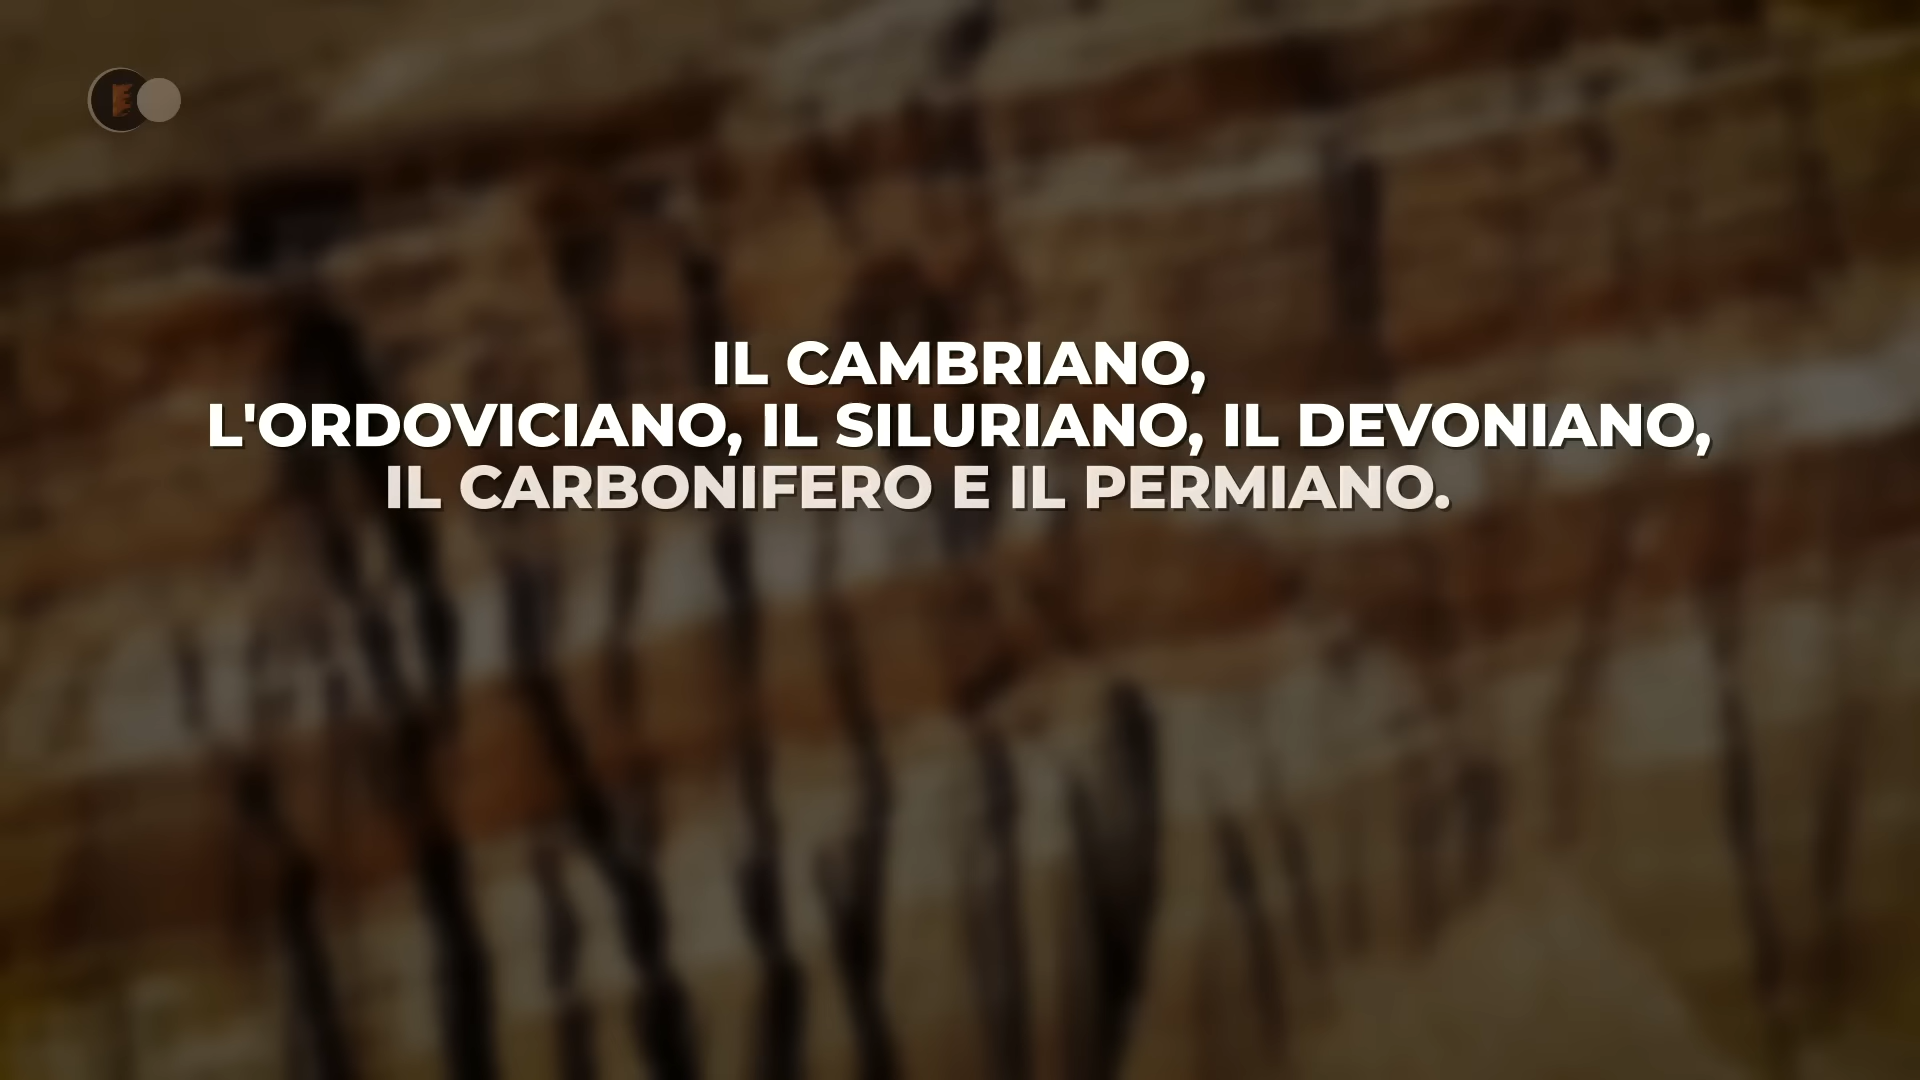 IL CAMBRIANO,
L'ORDOVICIANO, IL SILURIANO, IL DEVONIANO,
IL CARBONIFERO E IL PERMIANO.